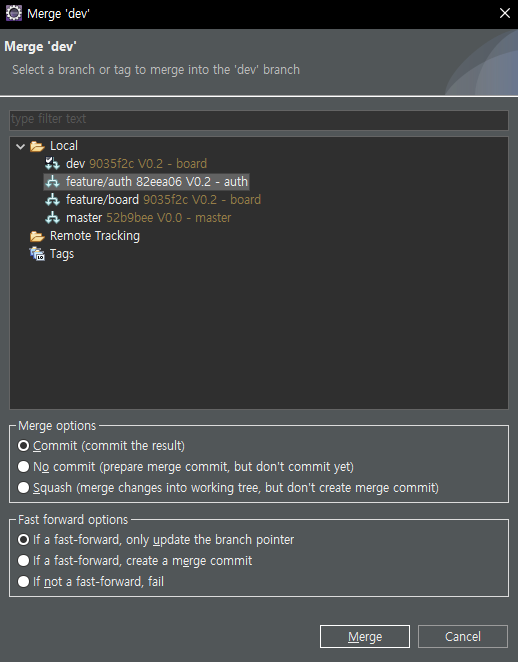 Merge 'dev'
Merge 'dev'
Select a branch or tag to merge into the 'dev' branch
type filter text
Local
dev 9035f2c V0.2 - board
feature/auth 82eea06 V0.2 - auth
feature/board 9035f2c V0.2 - board
master 52b9bee V0.0 - master
Remote Tracking
Tags
Merge options
Commit (commit the result)
No commit (prepare merge commit, but don't commit yet)
Squash (merge changes into working tree, but don't create merge commit)
Fast forward options
If a fast-forward, only update the branch pointer
If a fast-forward, create a merge commit
If not a fast-forward, fail
Merge
Cancel